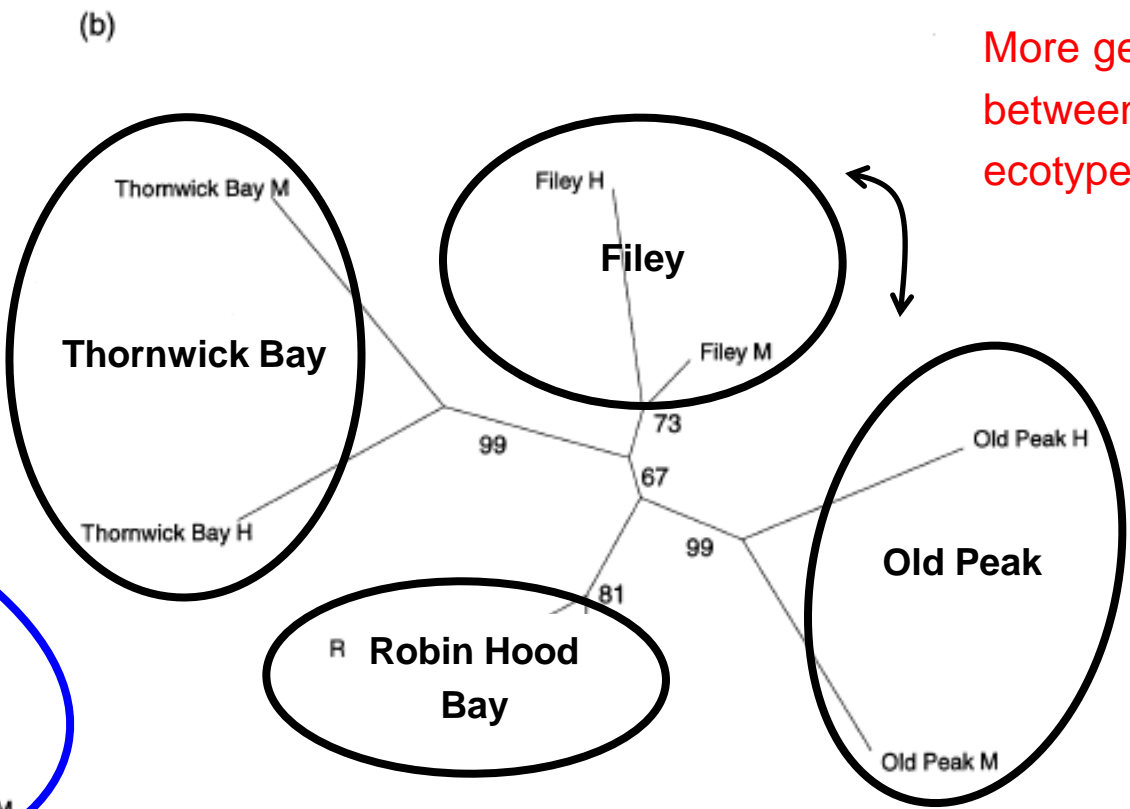 (b)
More ge
between
ecotype
Thornwick Bay M
Filey H
Filey
Thornwick Bay
Filey M
73
99
67
Old Peak H
Thornwick Bay H
99
Old Peak
81
R
Robin Hood
Bay
Old Peak M
M